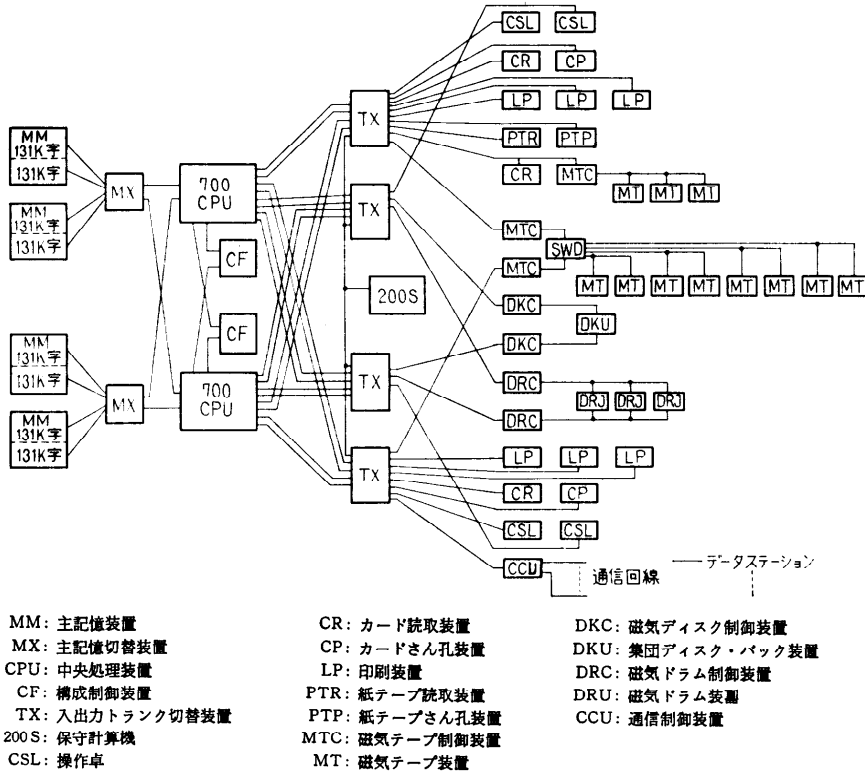 CSL CSL
CR CP
TX
LP LP LP
MM
131K字
131K字
PTR PTP
700
CPU
MX
CR MTC
MT MT MT
MM
131K字
131K字
TX
MTC
SWD
CF
MTC
200S
MT MT MT MT MT MT MT MT
DKC
DKU
CF
DKC
MM
131K字
131K字
TX
DRC
700
CPU
MX
DRJ DRJ DRJ
DRC
MM
131K字
131K字
LP LP LP
TX
CR CP
CSL CSL
CCU 通信回線 データステーション
MM: 主記憶装置
MX: 主記憶切替装置
CPU: 中央処理装置
CF: 構成制御装置
TX: 入出力トランク切替装置
200S: 保守計算機
CSL: 操作卓
CR: カード読取装置
CP: カードさん孔装置
LP: 印刷装置
PTR: 紙テープ読取装置
PTP: 紙テープさん孔装置
MTC: 磁気テープ制御装置
MT: 磁気テープ装置
DKC: 磁気ディスク制御装置
DKU: 集団ディスク・パック装置
DRC: 磁気ドラム制御装置
DRU: 磁気ドラム装置
CCU: 通信制御装置